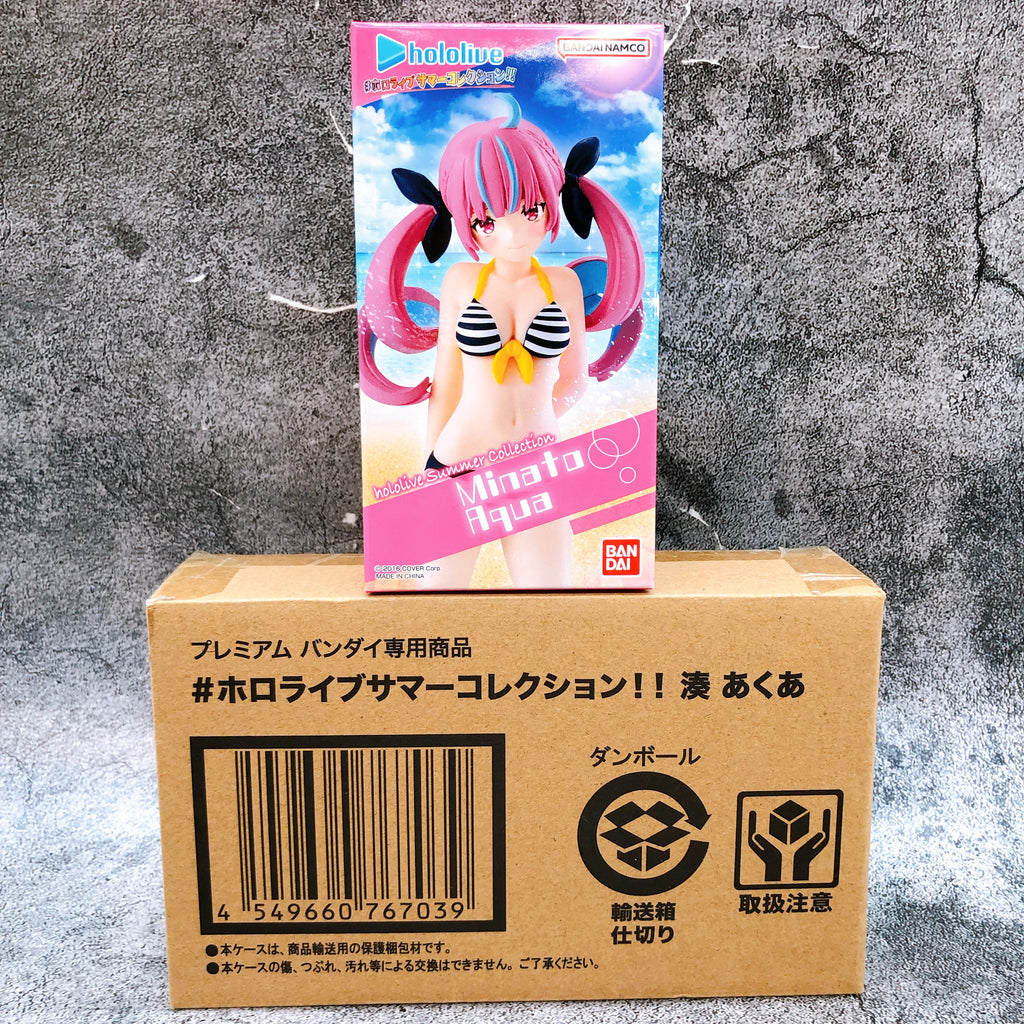 hololive
BANDAI NAMCO
#ホロライブサマーコレクション!!
hololive Summer Collection
Minato
Aqua
© 2016 COVER Corp.
MADE IN CHINA
BAN
DAI
プレミアム バンダイ専用商品
#ホロライブサマーコレクション!! 湊 あくあ
4 549660 767039
ダンボール
輸送箱
仕切り
取扱注意
●本ケースは、商品輸送用の保護梱包材です。
●本ケースの傷、つぶれ、汚れ等による交換はできません。ご了承ください。